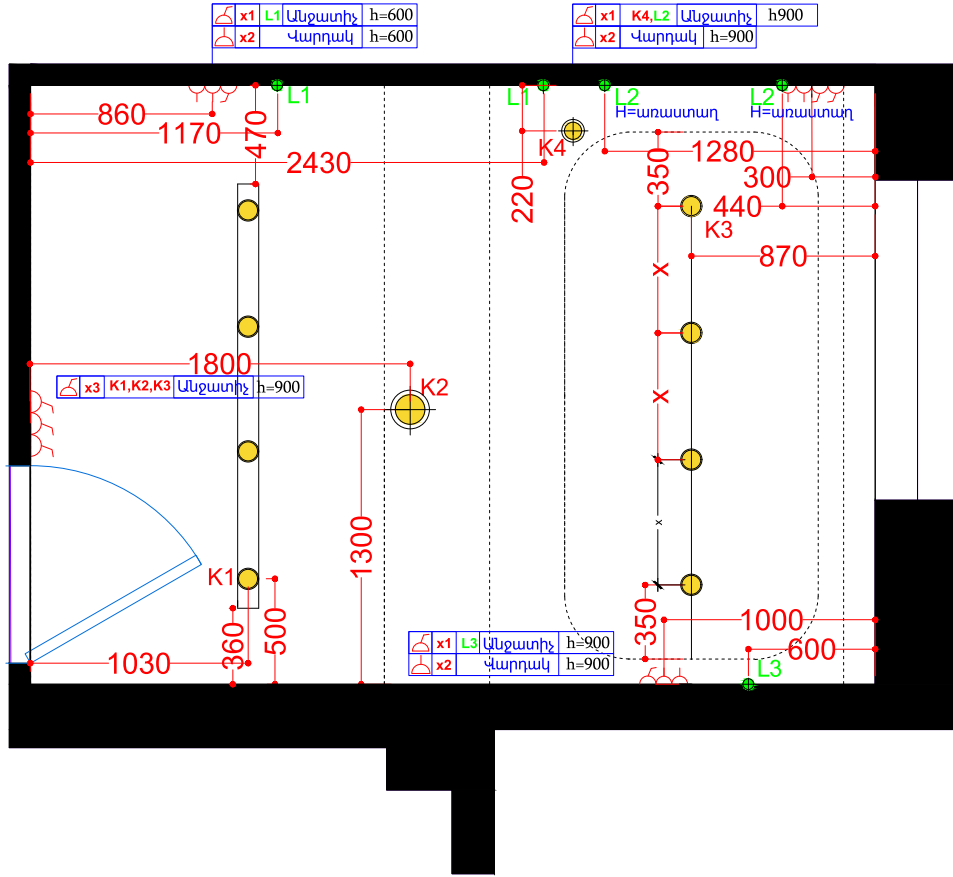 x1 L1 Անջատիչ h=600
x2 Վարդակ h=600
x1 K4,L2 Անջատիչ h900
x2 Վարդակ h=900
L1
L1
L2
L2
H=առաստաղ
H=առաստաղ
860
1170
470
2430
K4
220
350
1280
300
440
K3
870
x
x
x
1800
x3 K1,K2,K3 Անջատիչ h=900
K2
1300
K1
500
360
1030
x1 L3 Անջատիչ h=900
x2 Վարդակ h=900
350
1000
600
L3